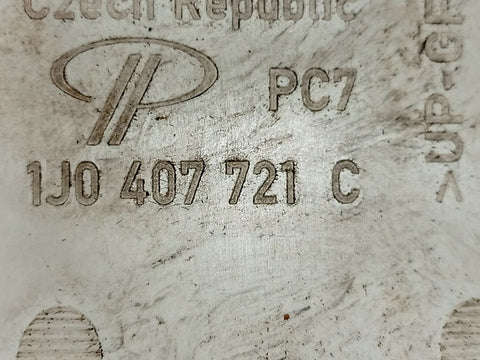 Czech Republic
PC7
1J0 407 721 C
>UP-GF